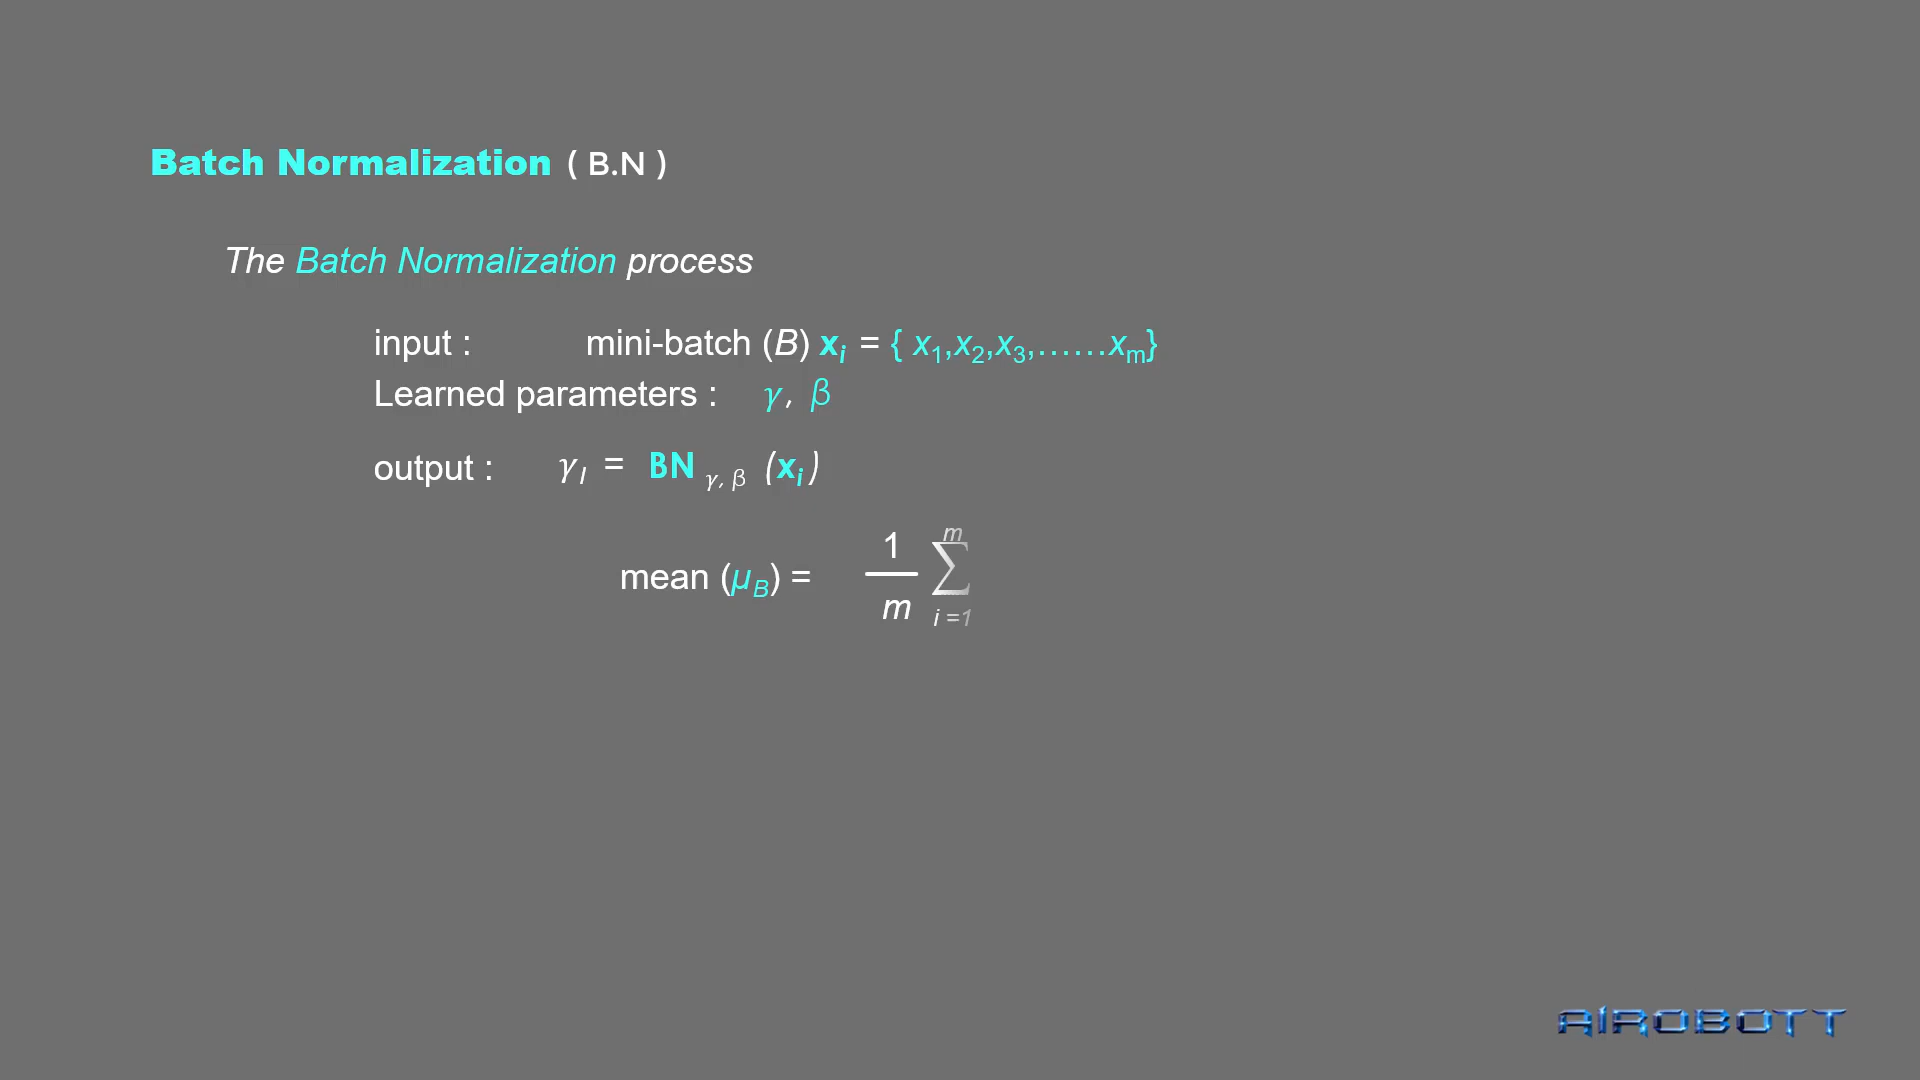 Batch Normalization ( B.N )
The Batch Normalization process
input : mini-batch (B) xᵢ = { x₁,x₂,x₃,……xₘ}
Learned parameters : γ, β
output : γI = BN γ, β (xᵢ)
mean (μB) = 1/m ∑ m i =1
AIROBOTT